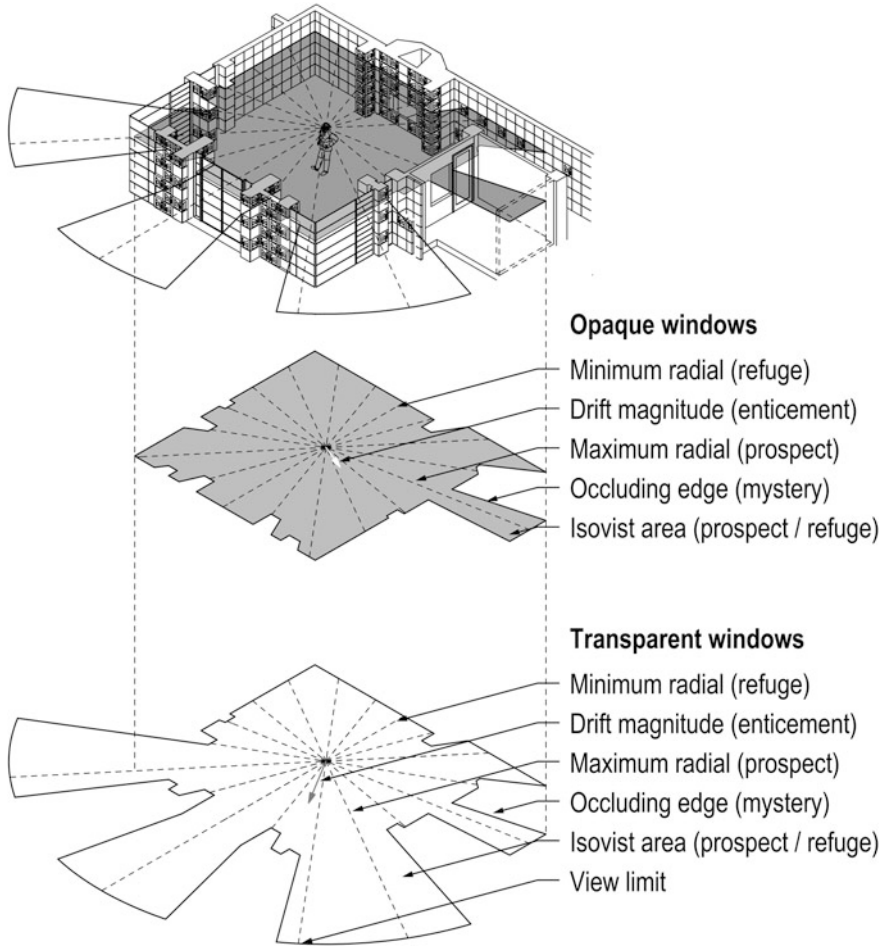 Opaque windows
Minimum radial (refuge)
Drift magnitude (enticement)
Maximum radial (prospect)
Occluding edge (mystery)
Isovist area (prospect / refuge)
Transparent windows
Minimum radial (refuge)
Drift magnitude (enticement)
Maximum radial (prospect)
Occluding edge (mystery)
Isovist area (prospect / refuge)
View limit